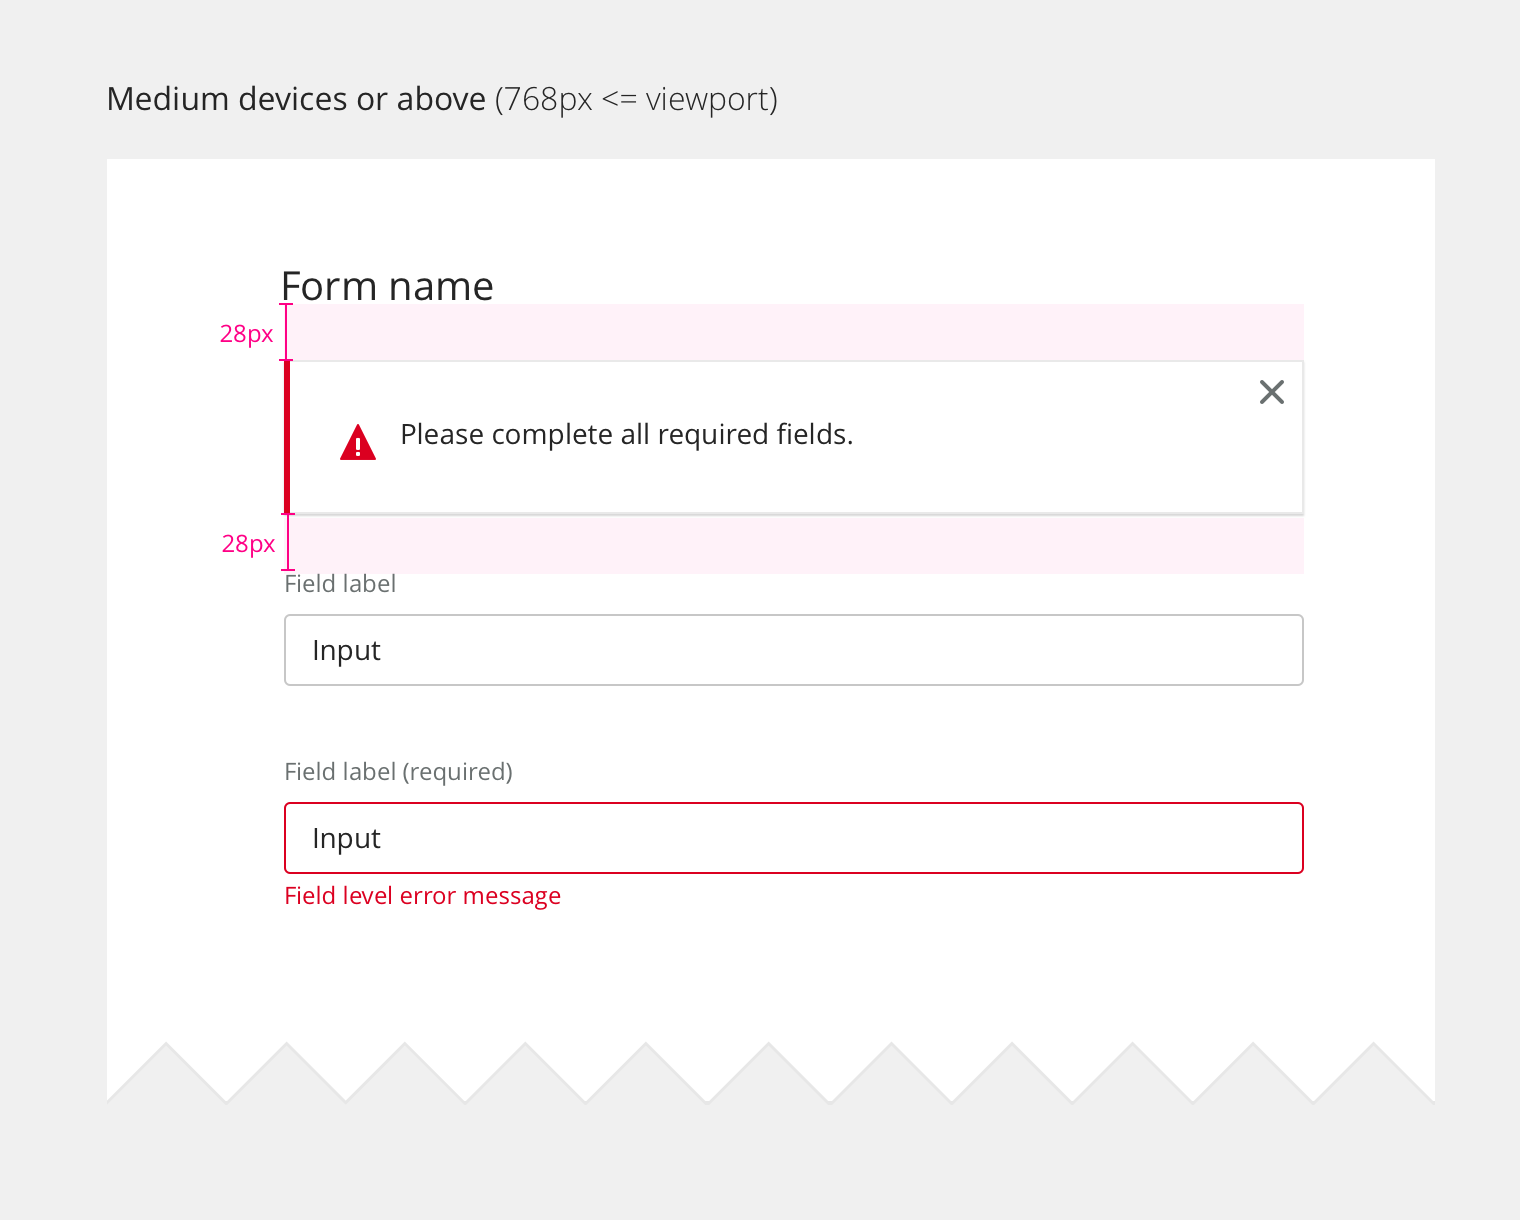 Medium devices or above (768px <= viewport)
Form name
28px
Please complete all required fields.
28px
Field label
Input
Field label (required)
Input
Field level error message